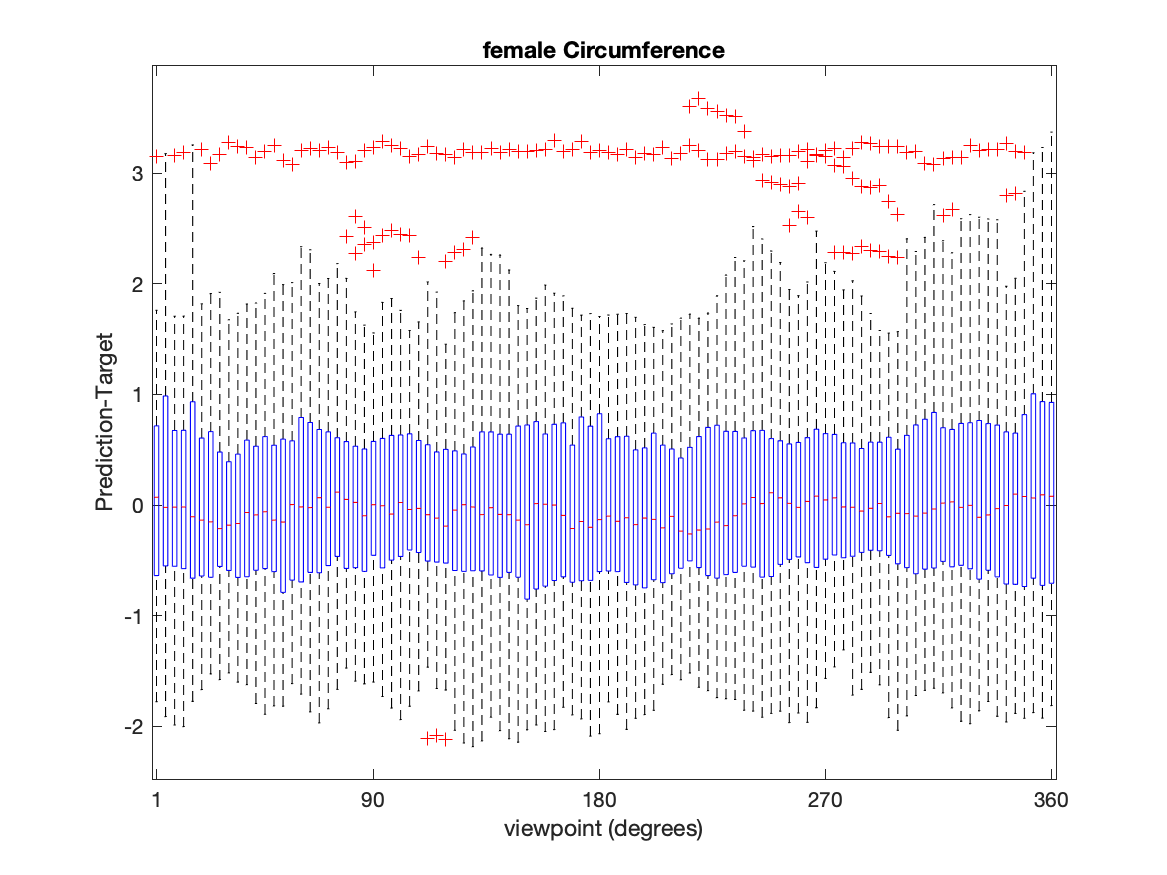 female Circumference
Prediction-Target
3
2
1
0
-1
-2
1 90 180 270 360
viewpoint (degrees)